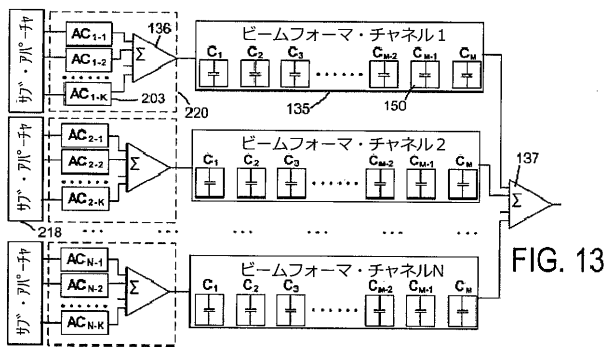 サブ・アパーチャ
AC1-1
AC1-2
AC1-K
Σ
136
203
220
ビームフォーマ・チャネル1
C1 C2 C3 CM-2 CM-1 CM
135
150
サブ・アパーチャ
218
AC2-1
AC2-2
AC2-K
Σ
ビームフォーマ・チャネル2
C1 C2 C3 CM-2 CM-1 CM
137
Σ
サブ・アパーチャ
ACN-1
ACN-2
ACN-K
Σ
ビームフォーマ・チャネルN
C1 C2 C3 CM-2 CM-1 CM
FIG. 13